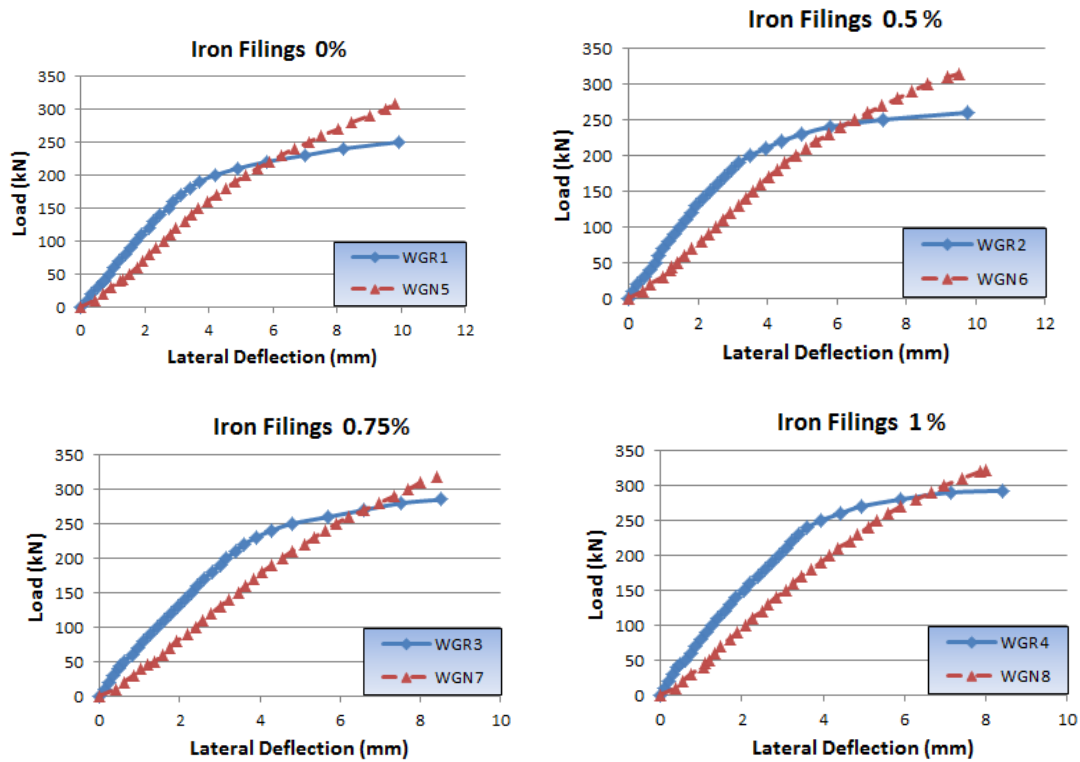 Iron Filings 0%
Load (kN)
350
300
250
200
150
100
50
0
0 2 4 6 8 10 12
Lateral Deflection (mm)
WGR1
WGN5
Iron Filings 0.5 %
Load (kN)
350
300
250
200
150
100
50
0
0 2 4 6 8 10 12
Lateral Deflection (mm)
WGR2
WGN6
Iron Filings 0.75%
Load (kN)
350
300
250
200
150
100
50
0
0 2 4 6 8 10
Lateral Deflection (mm)
WGR3
WGN7
Iron Filings 1 %
Load (kN)
350
300
250
200
150
100
50
0
0 2 4 6 8 10
Lateral Deflection (mm)
WGR4
WGN8